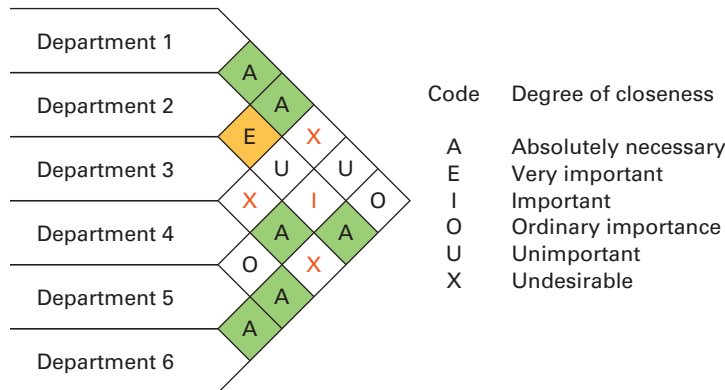 Department 1
A
Department 2
A
Code Degree of closeness
E
X
A Absolutely necessary
Department 3
U
U
E Very important
X
I
O
I Important
Department 4
A
A
O Ordinary importance
O
X
U Unimportant
Department 5
A
X Undesirable
A
Department 6